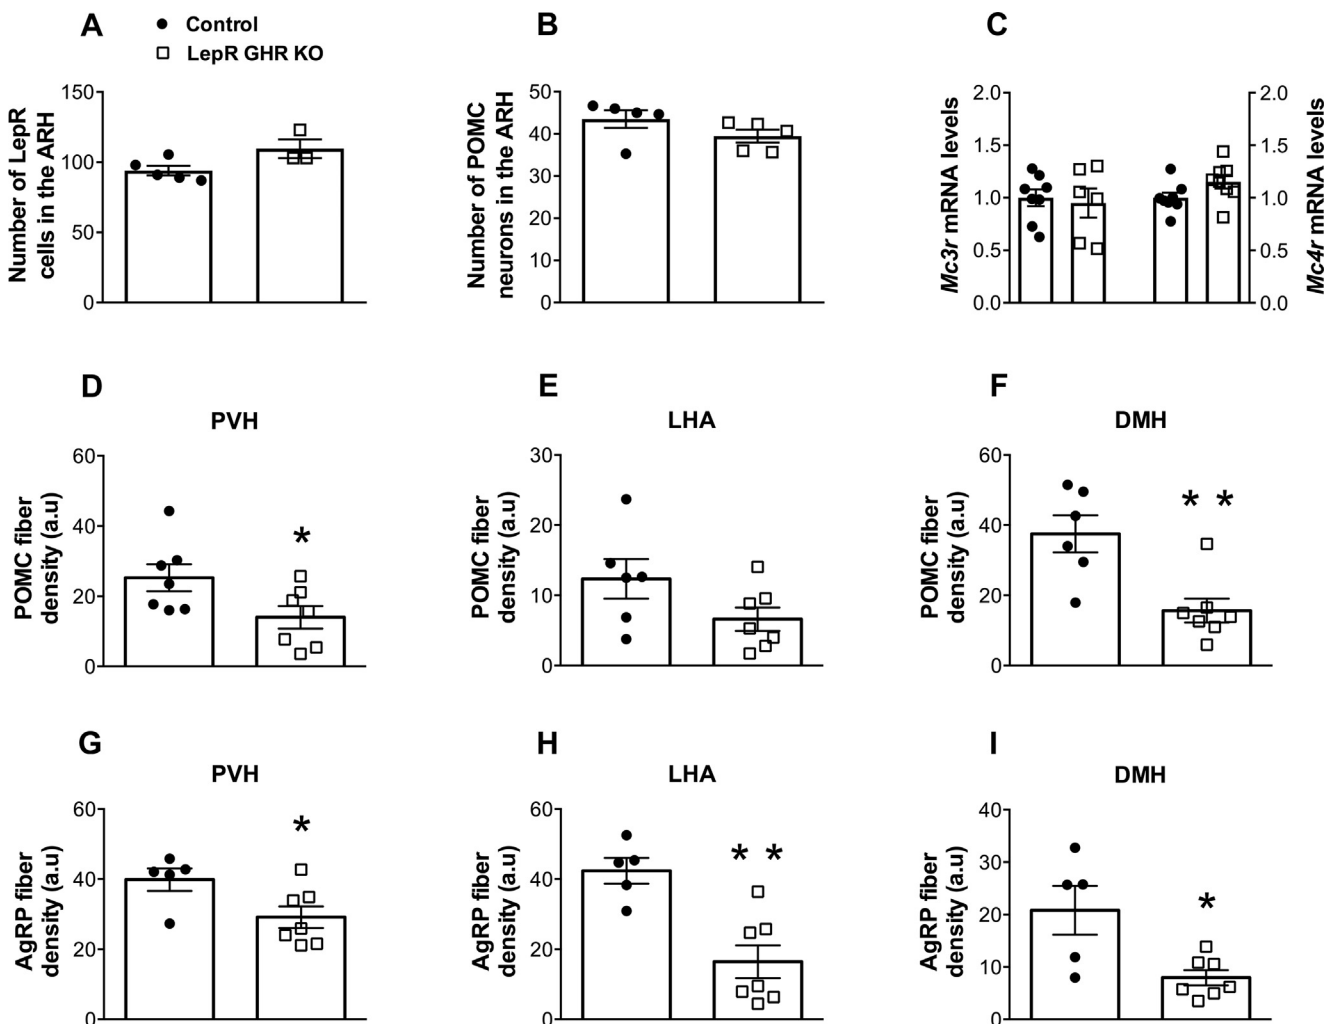 A
● Control
□ LepR GHR KO
Number of LepR
cells in the ARH
150
100
50
0
B
Number of POMC
neurons in the ARH
50
40
30
20
10
0
C
Mc3r mRNA levels
2.0
1.5
1.0
0.5
0.0
2.0
1.5
1.0
0.5
0.0
Mc4r mRNA levels
D
PVH
POMC fiber
density (a.u)
60
40
20
0
*
E
LHA
POMC fiber
density (a.u)
30
20
10
0
F
DMH
POMC fiber
density (a.u)
60
40
20
0
* *
G
PVH
AgRP fiber
density (a.u)
60
40
20
0
*
H
LHA
AgRP fiber
density (a.u)
60
40
20
0
* *
I
DMH
AgRP fiber
density (a.u)
40
30
20
10
0
*